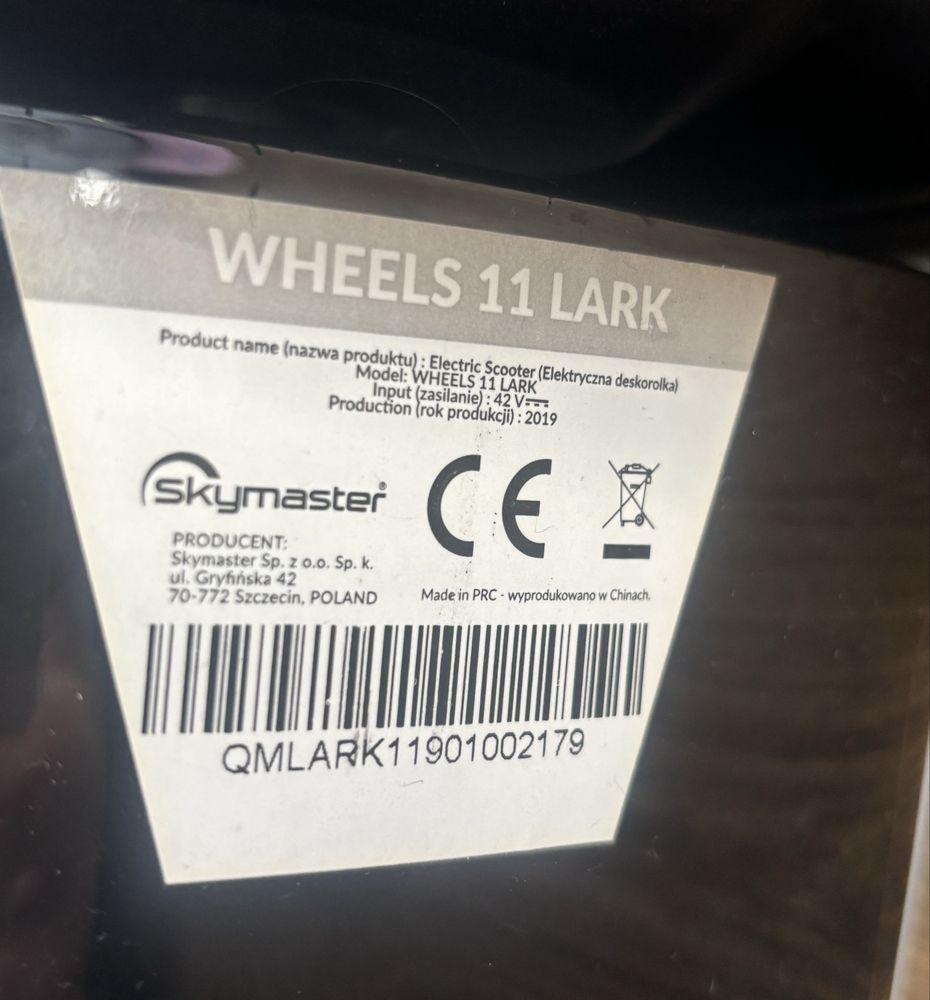 WHEELS 11 LARK
Product name (nazwa produktu) : Electric Scooter (Elektryczna deskorolka)
Model: WHEELS 11 LARK
Input (zasilanie) : 42 V⎓
Production (rok produkcji) : 2019
skymaster®
CE
PRODUCENT:
Skymaster Sp. z o.o. Sp. k.
ul. Gryfińska 42
70-772 Szczecin, POLAND
Made in PRC - wyprodukowano w Chinach.
QMLARK11901002179